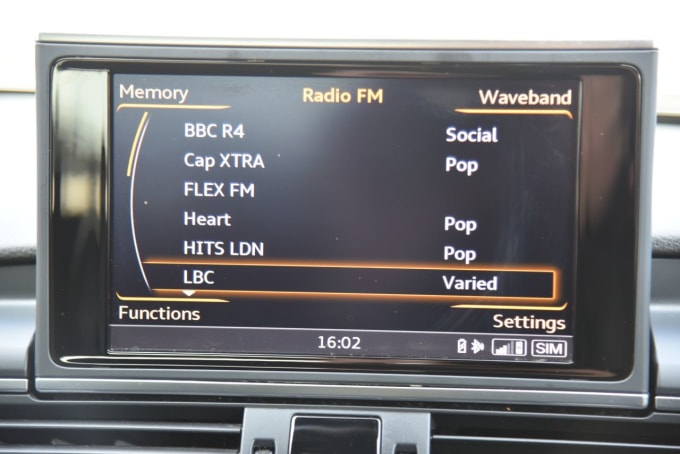 Memory Radio FM Waveband
BBC R4 Social
Cap XTRA Pop
FLEX FM
Heart Pop
HITS LDN Pop
LBC Varied
Functions Settings
16:02 SIM